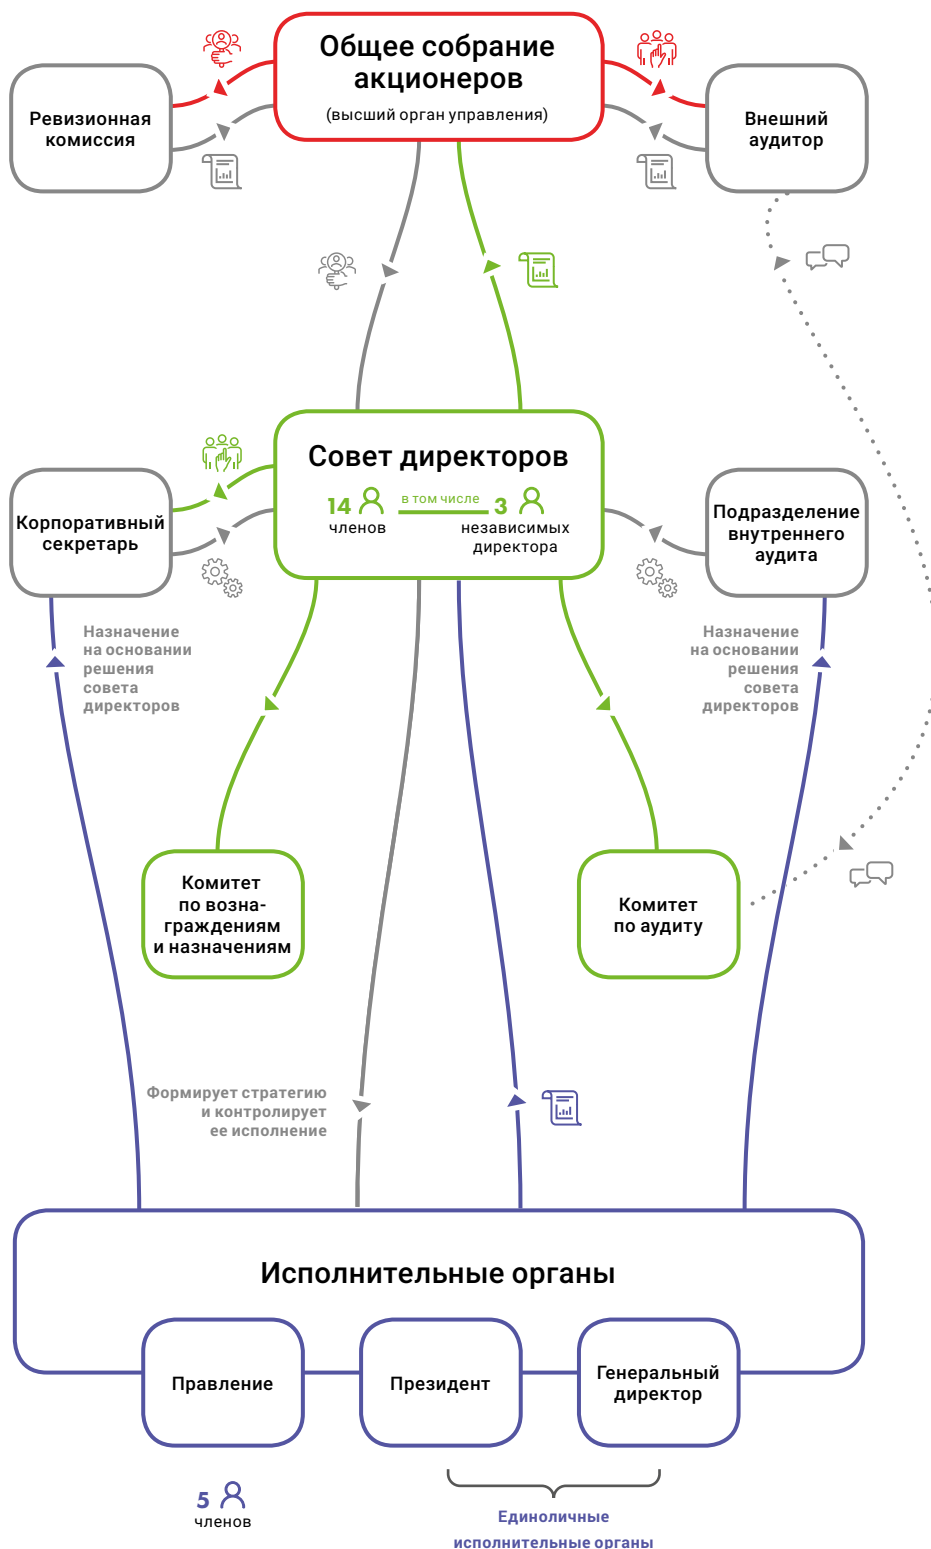 Общее собрание
акционеров
(высший орган управления)
Ревизионная
комиссия
Внешний
аудитор
Совет директоров
14
членов
в том числе
3
независимых
директора
Корпоративный
секретарь
Подразделение
внутреннего
аудита
Назначение
на основании
решения
совета
директоров
Назначение
на основании
решения
совета
директоров
Комитет
по возна-
граждениям
и назначениям
Комитет
по аудиту
Формирует стратегию
и контролирует
ее исполнение
Исполнительные органы
Правление
Президент
Генеральный
директор
5
членов
Единоличные
исполнительные органы